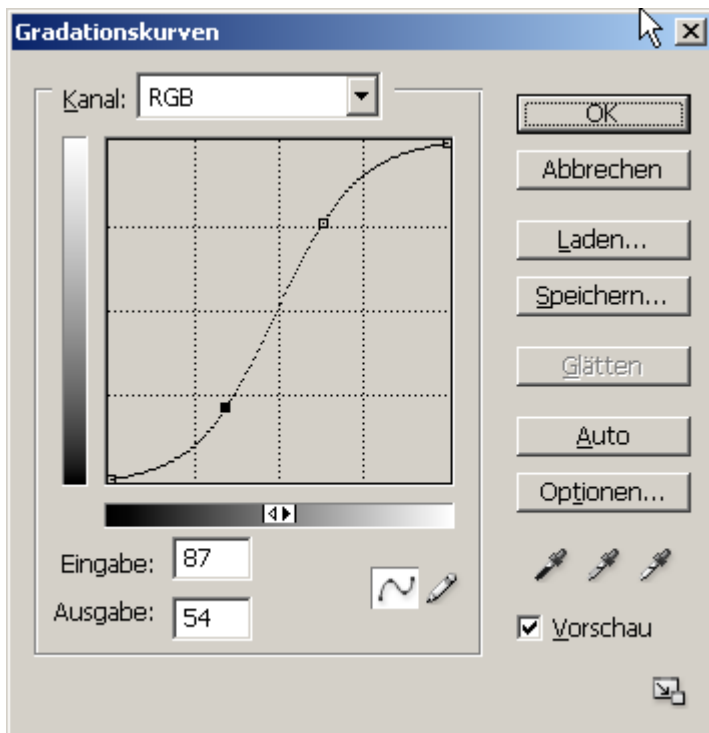 Gradationskurven
Kanal: RGB
OK
Abbrechen
Laden...
Speichern...
Glätten
Auto
Optionen...
Eingabe: 87
Ausgabe: 54
Vorschau